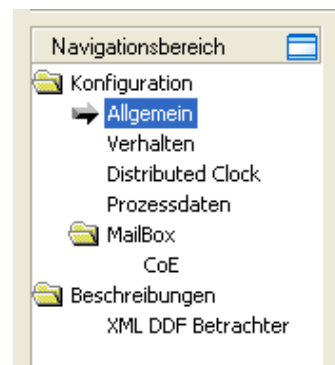 Navigationsbereich
Konfiguration
Allgemein
Verhalten
Distributed Clock
Prozessdaten
MailBox
CoE
Beschreibungen
XML DDF Betrachter